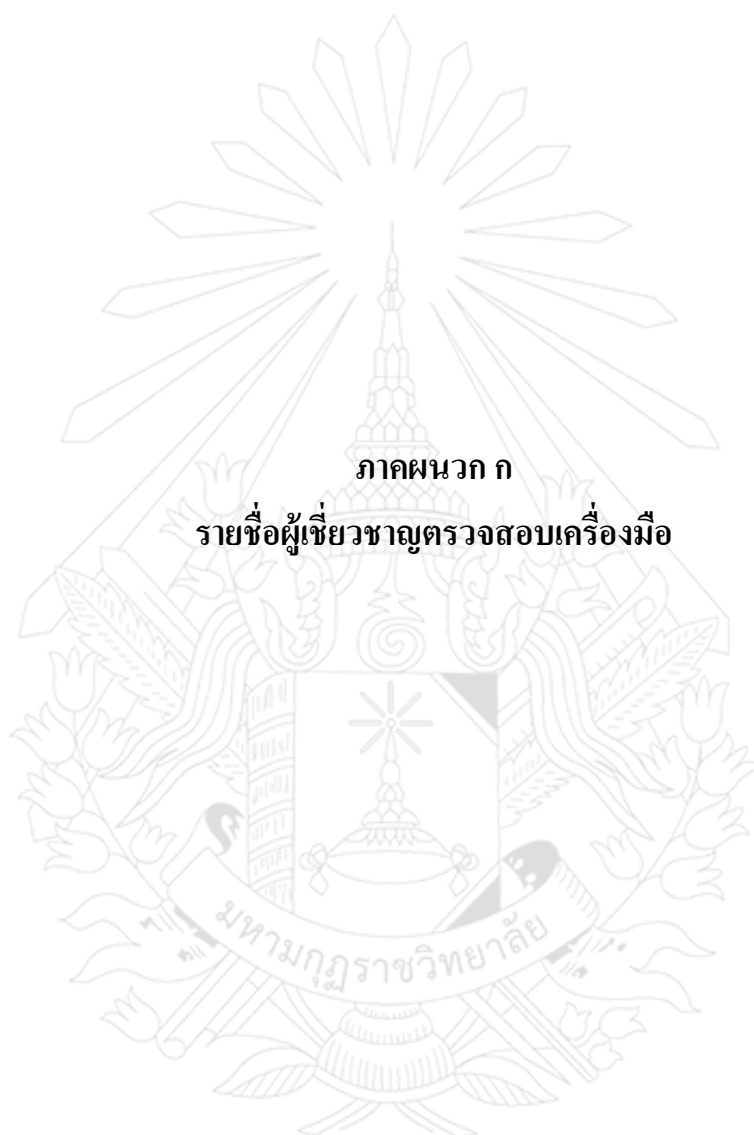 ภาคผนวก ก
รายชื่อผู้เชี่ยวชาญตรวจสอบเครื่องมือ
มหามกุฏราชวิทยาลัย